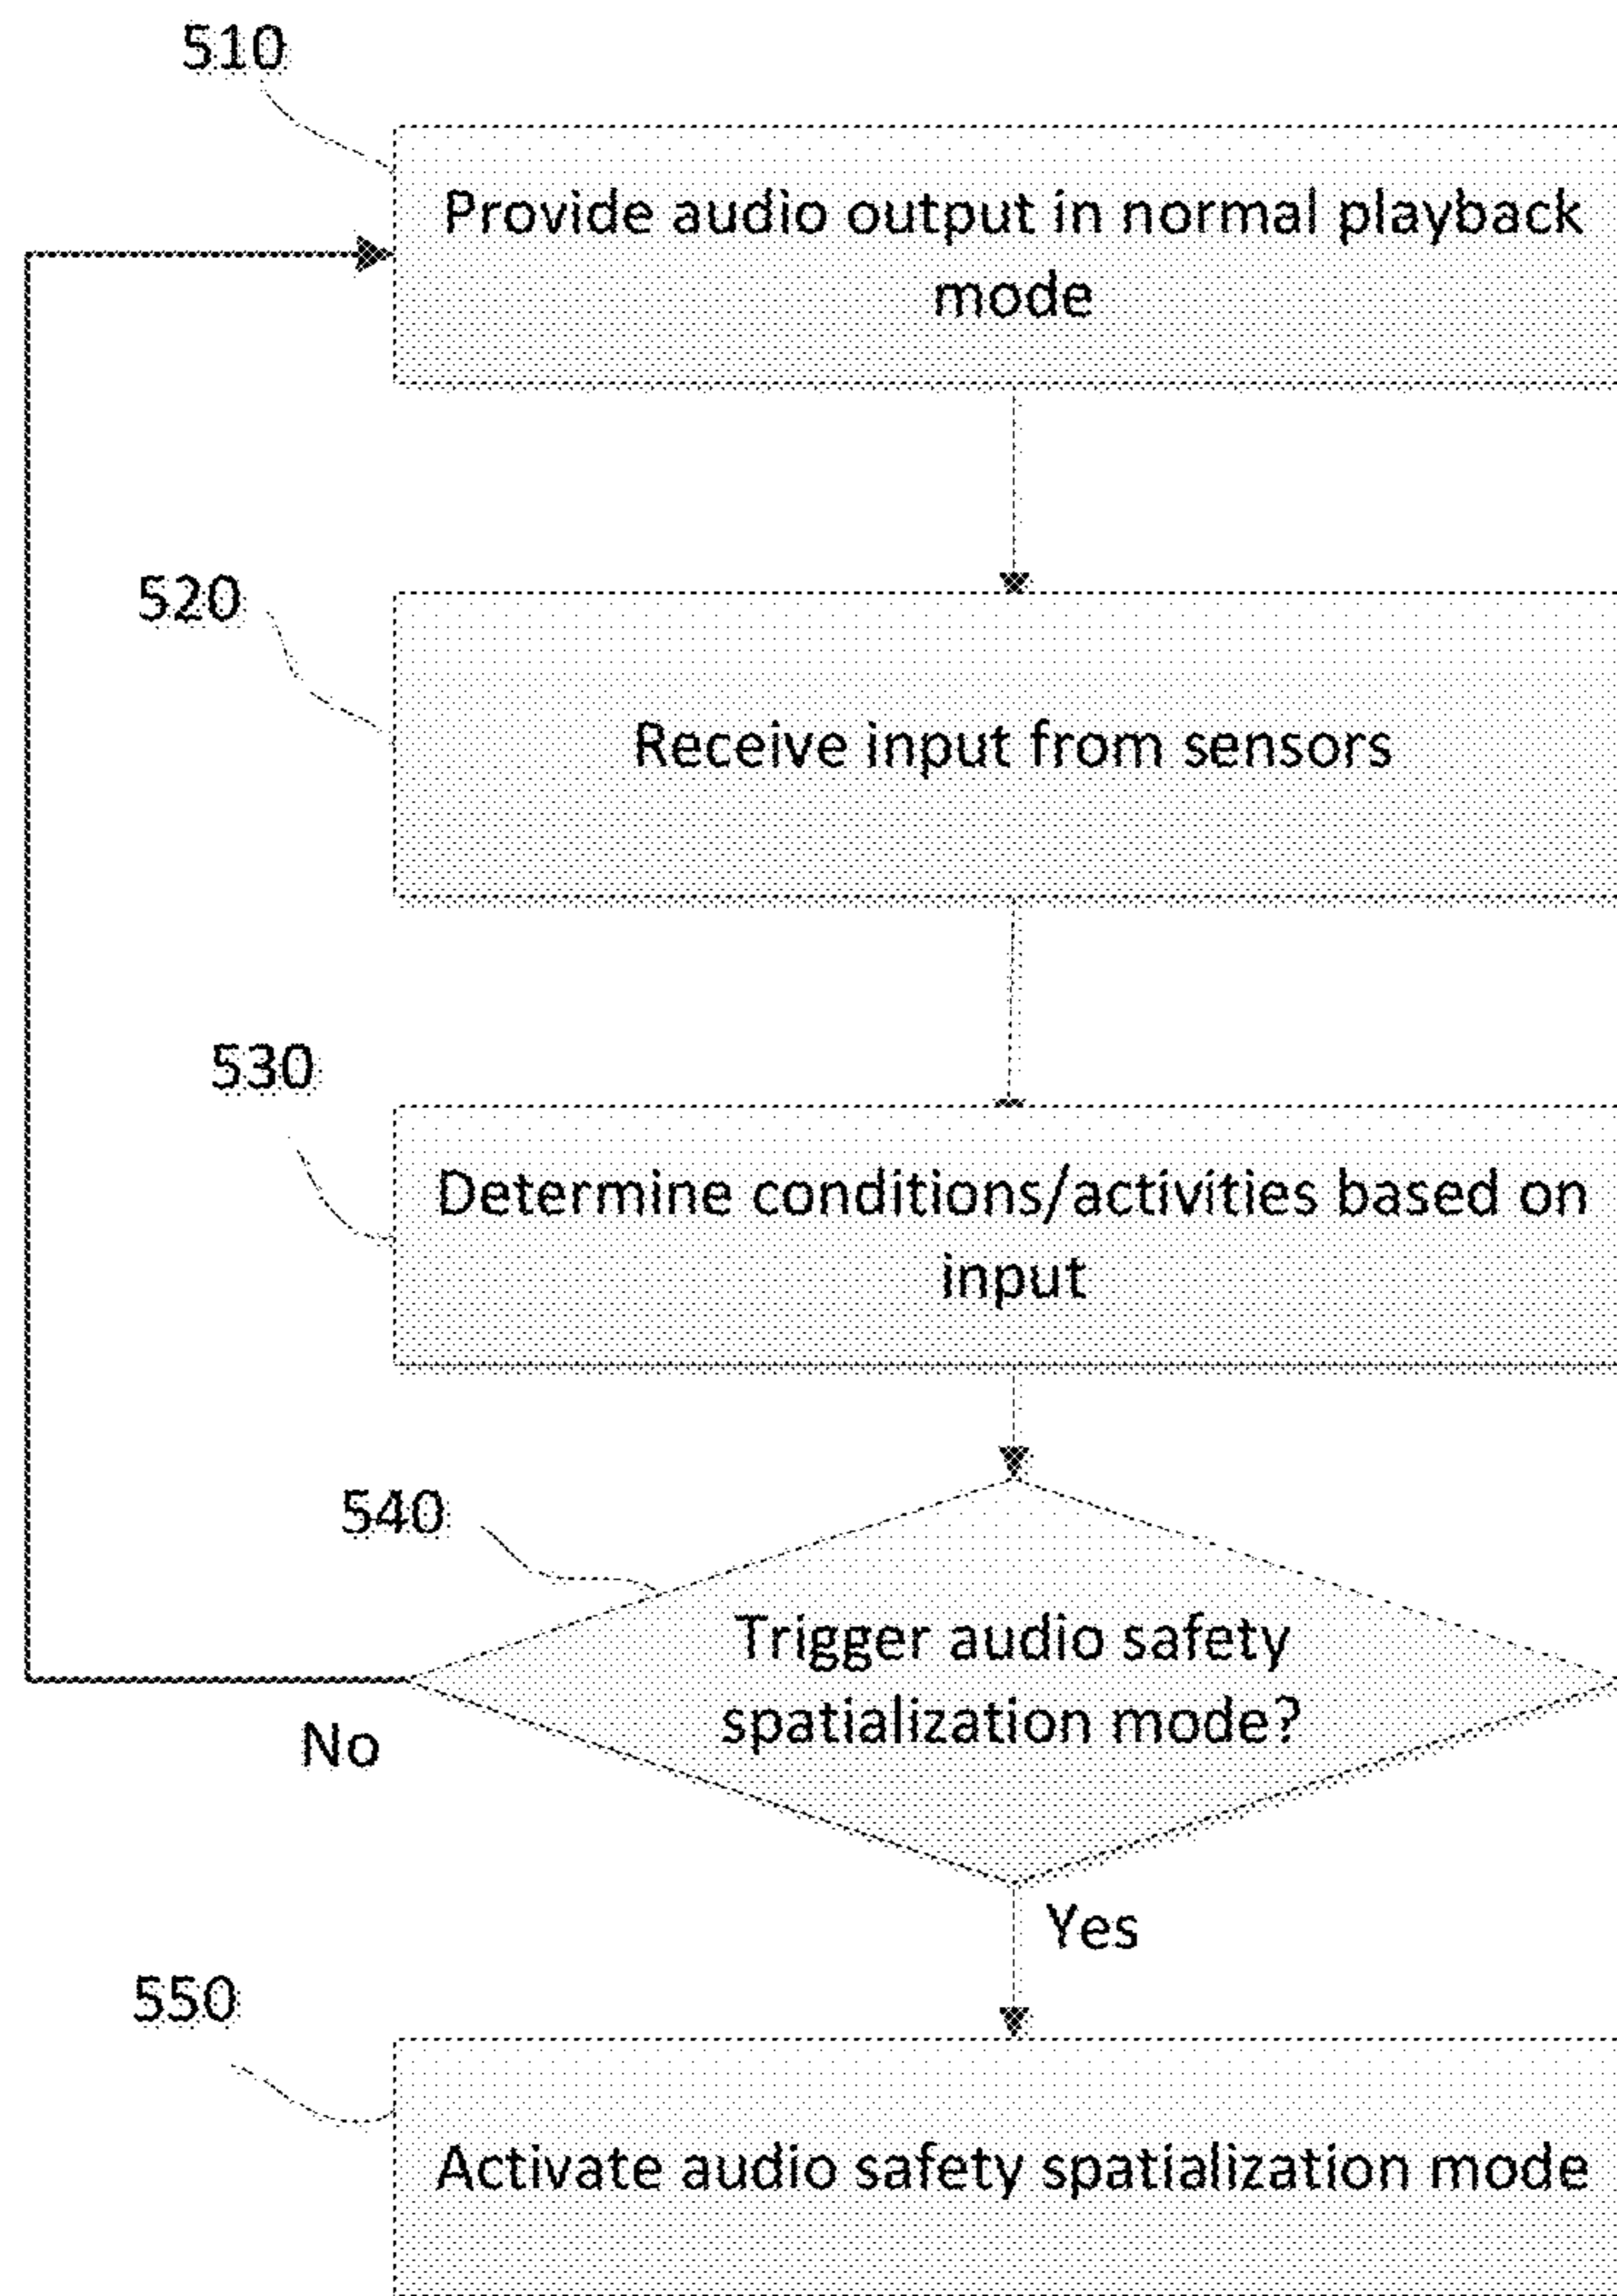 510
Provide audio output in normal playback
mode
520
Receive input from sensors
530
Determine conditions/activities based on
input
540
Trigger audio safety
spatialization mode?
No
Yes
550
Activate audio safety spatialization mode